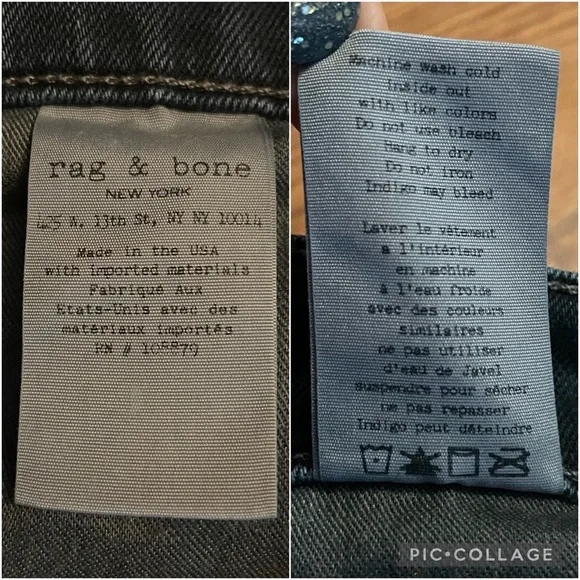 rag & bone
NEW YORK
425 W. 13th St, NY NY 10014
Made in the USA
with imported materials
Fabriqué Aux
Etats-Unis avec des
matériaux importés
RN # 108879
Machine Wash cold
inside out
with like colors
Do not use bleach
Hang to dry
Do not iron
Indigo may bleed
Laver le vêtement
a l'intérieur
en machine
à l'eau froide
avec des couleurs
similaires
ne pas utiliser
d'eau de Javel
suspendre pour sécher
ne pas repasser
Indigo peut déteindre
PIC•COLLAGE